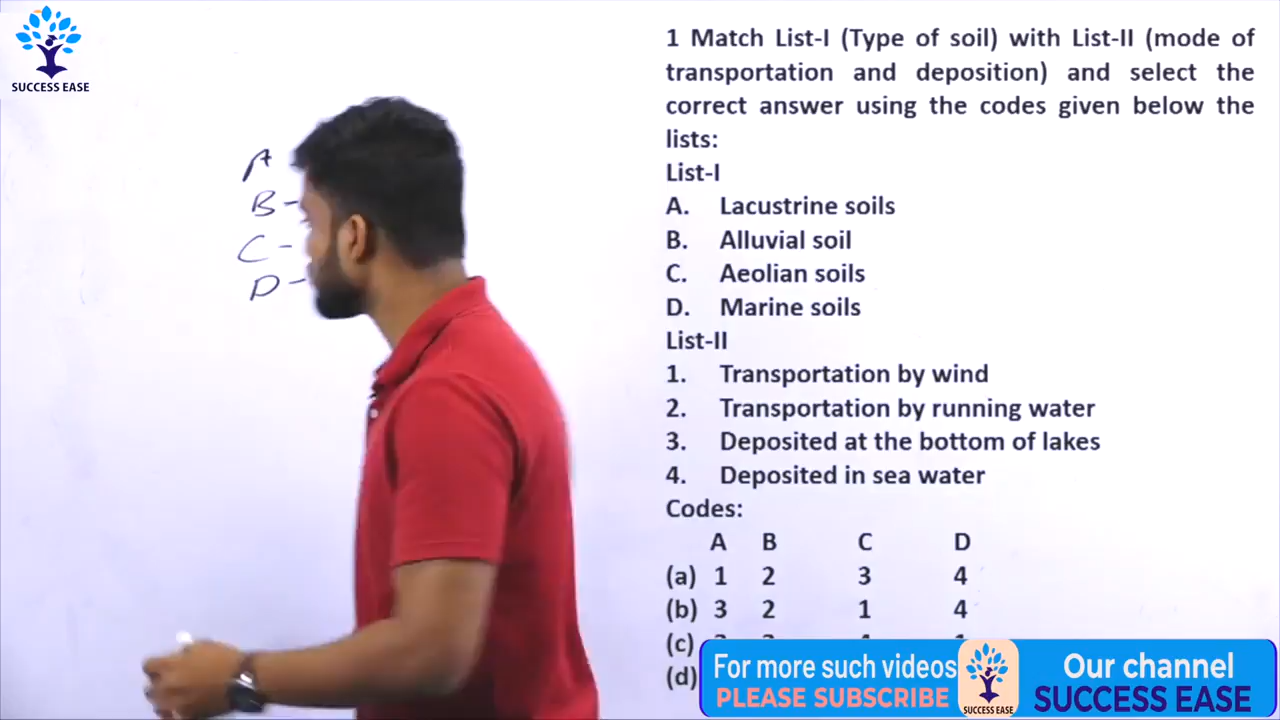 SUCCESS EASE
A
B -
C -
D -
1 Match List-I (Type of soil) with List-II (mode of
transportation and deposition) and select the
correct answer using the codes given below the
lists:
List-I
A. Lacustrine soils
B. Alluvial soil
C. Aeolian soils
D. Marine soils
List-II
1. Transportation by wind
2. Transportation by running water
3. Deposited at the bottom of lakes
4. Deposited in sea water
Codes:
A B C D
(a) 1 2 3 4
(b) 3 2 1 4
(c)
(d)
For more such videos
PLEASE SUBSCRIBE
SUCCESS EASE
Our channel
SUCCESS EASE